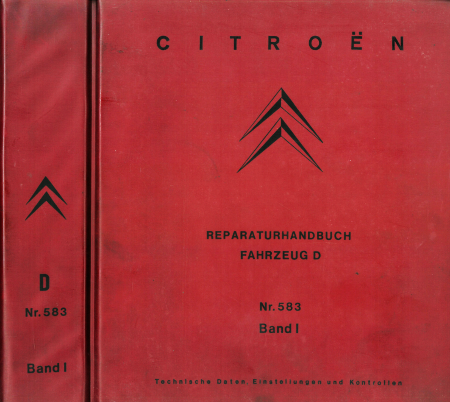 D
Nr. 583
Band I
CITROËN
REPARATURHANDBUCH
FAHRZEUG D
Nr. 583
Band I
Technische Daten, Einstellungen und Kontrollen